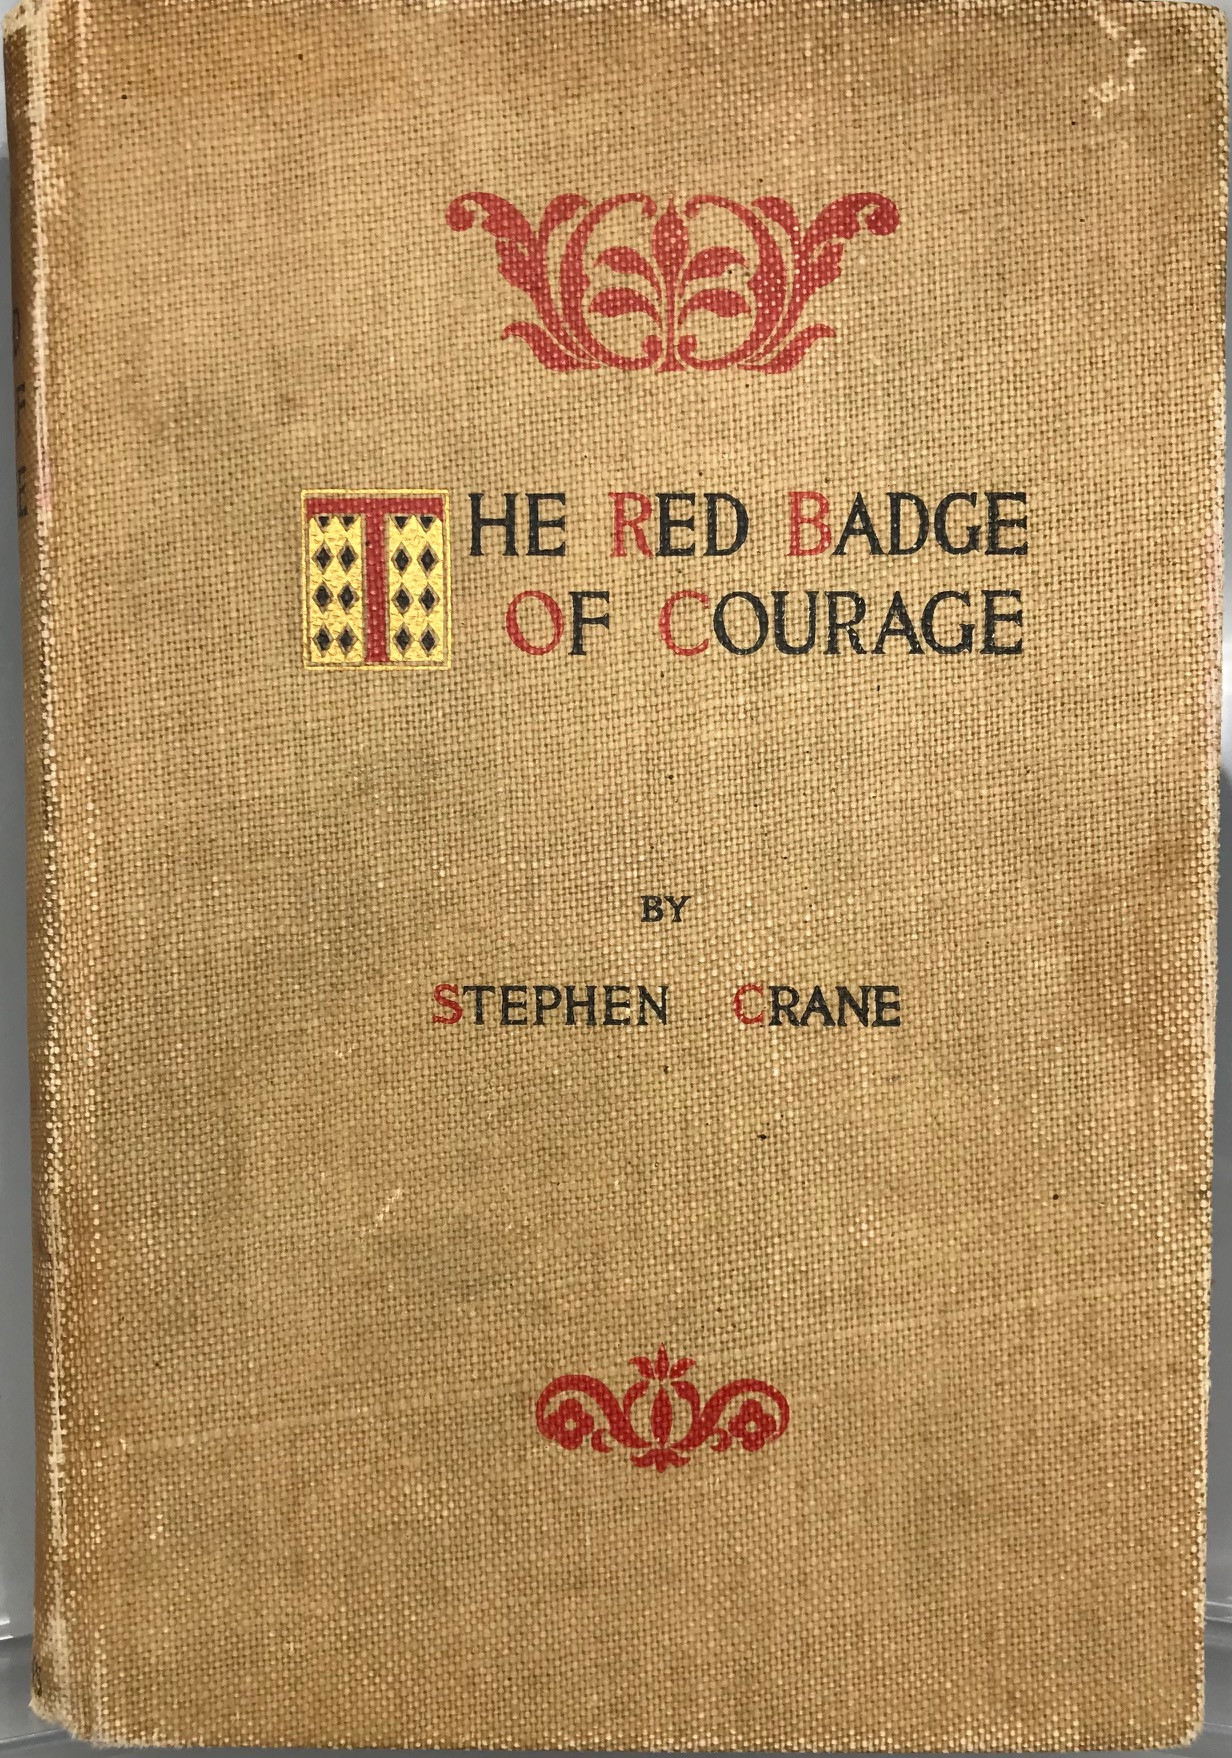 THE RED BADGE
OF COURAGE
BY
STEPHEN CRANE